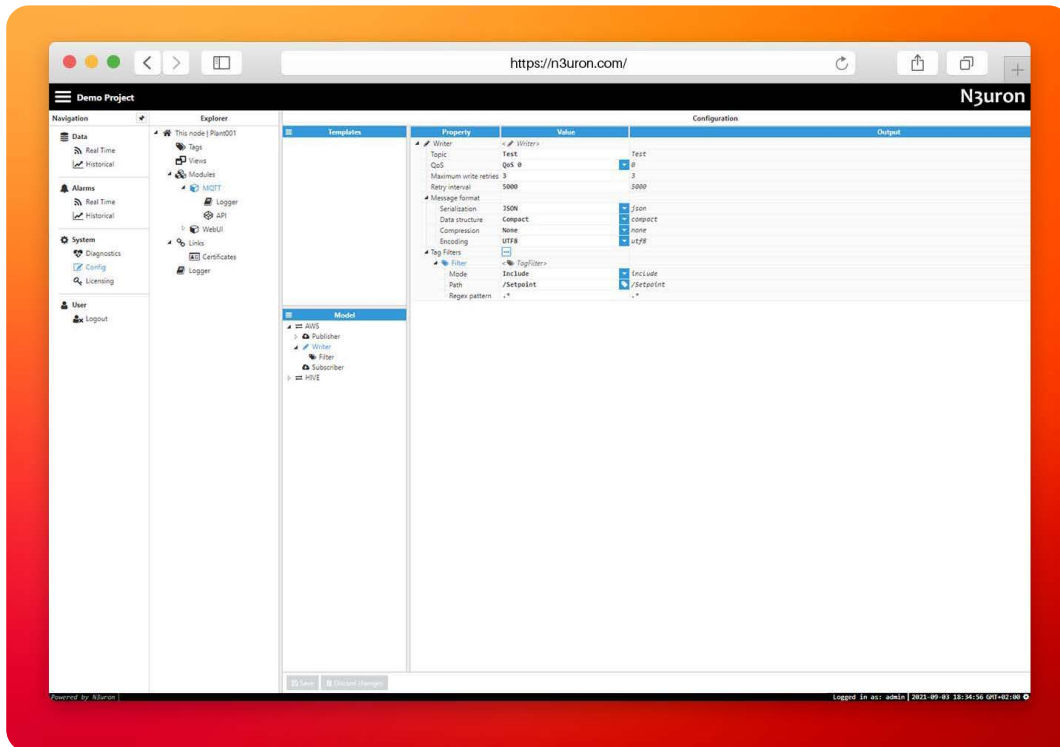 https://n3uron.com/
Demo Project
N3uron
Navigation
Data
Real Time
Historical
Alarms
Real Time
Historical
System
Diagnostics
Config
Licensing
User
Logout
Explorer
This node | Plant001
Tags
Views
Modules
MQTT
Logger
API
WebUI
Links
Certificates
Logger
Configuration
Templates
Model
AWS
Publisher
Writer
Filter
Subscriber
HIVE
Property Value Output
Writer < Writer>
Topic Test Test
QoS QoS 0 0
Maximum write retries 3 3
Retry interval 5000 5000
Message format
Serialization JSON json
Data structure Compact compact
Compression None none
Encoding UTF8 utf8
Tag Filters
Filter < TagFilter>
Mode Include include
Path /Setpoint /Setpoint
Regex pattern .* .*
Save Discard changes
Powered by N3uron
Logged in as: admin | 2021-09-03 18:34:56 GMT+02:00